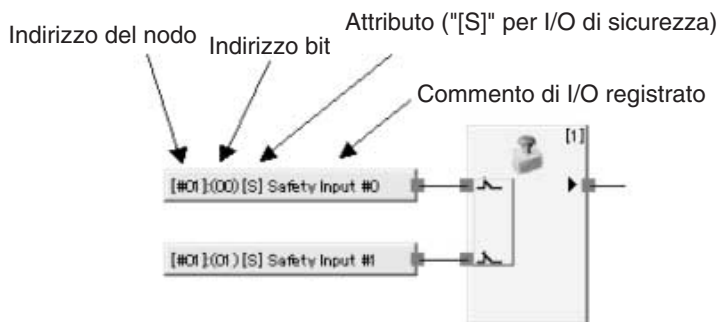 Attributo ("[S]" per I/O di sicurezza)
Indirizzo del nodo
Indirizzo bit
Commento di I/O registrato
[1]
[#01]:(00)[S] Safety Input #0
[#01]:(01)[S] Safety Input #1